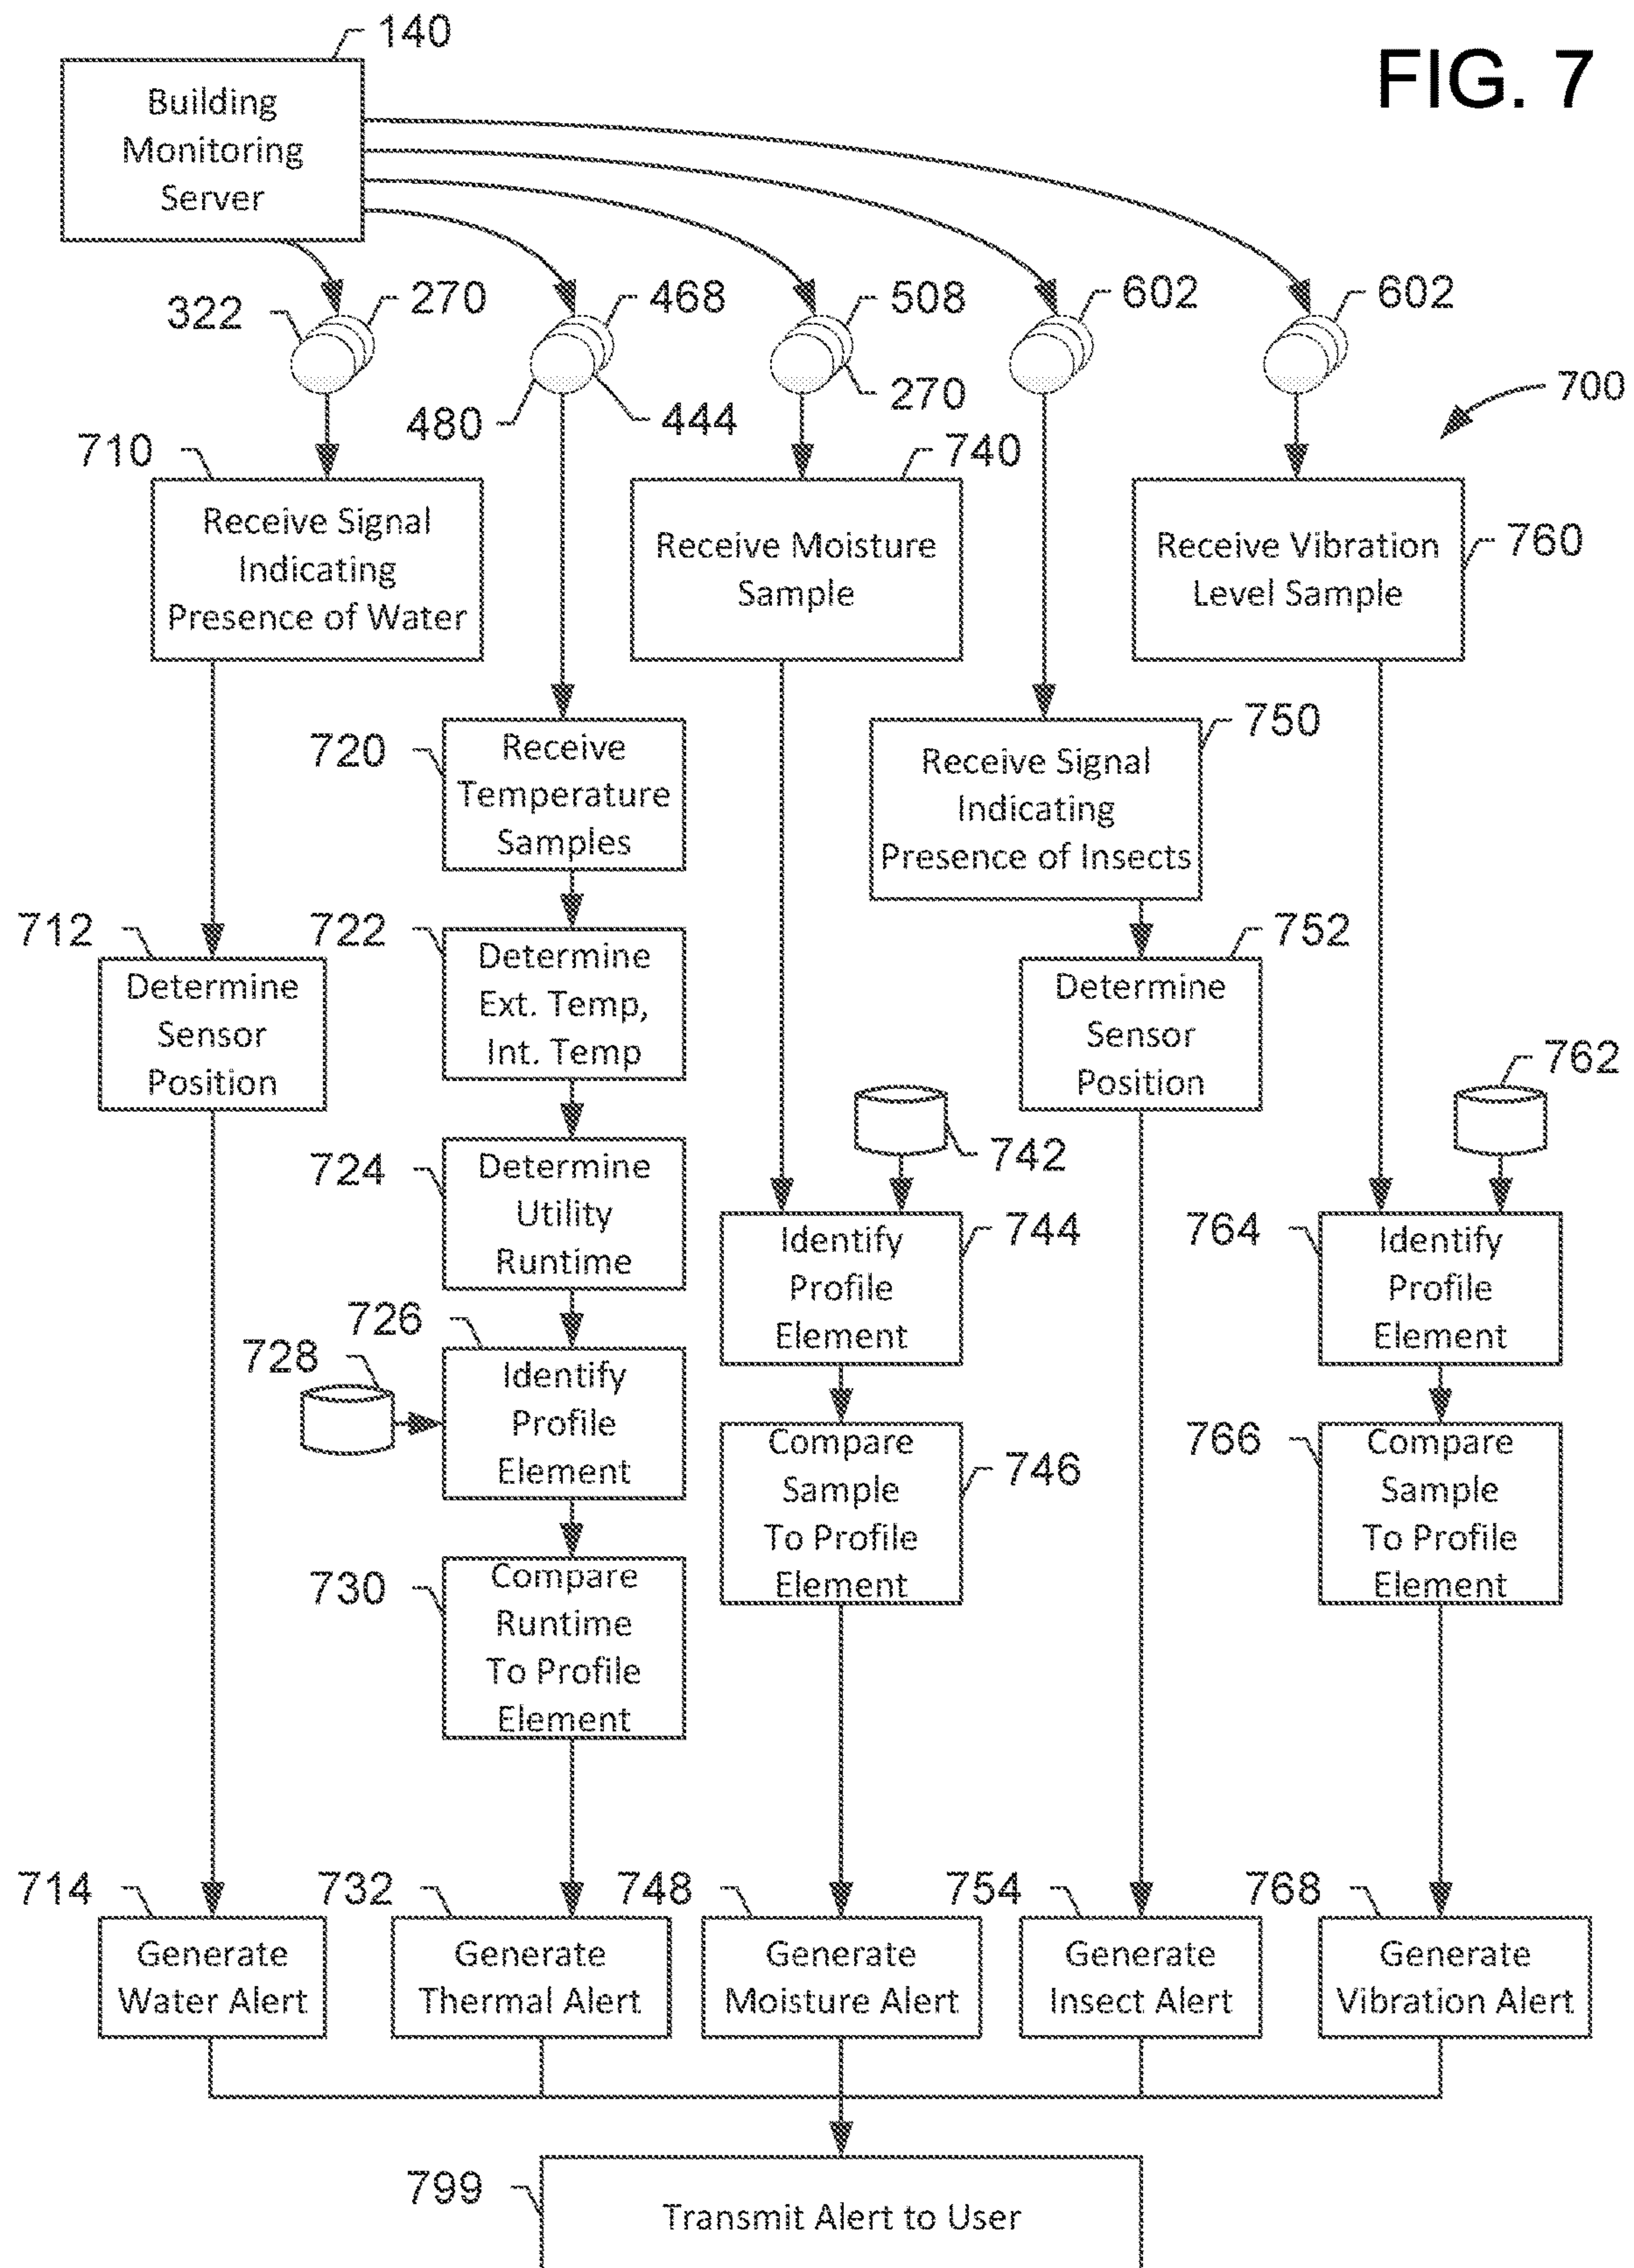 140
FIG. 7
Building
Monitoring
Server
322
270
468
508
602
602
480
444
270
700
710
740
Receive Signal
Indicating
Presence of Water
Receive Moisture
Sample
Receive Vibration
Level Sample
760
720
Receive
Temperature
Samples
750
Receive Signal
Indicating
Presence of Insects
712
Determine
Sensor
Position
722
Determine
Ext. Temp,
Int. Temp
752
Determine
Sensor
Position
762
742
724
Determine
Utility
Runtime
Identify
Profile
Element
744
764
Identify
Profile
Element
726
728
Identify
Profile
Element
Compare
Sample
To Profile
Element
746
766
Compare
Sample
To Profile
Element
730
Compare
Runtime
To Profile
Element
714
732
748
754
768
Generate
Water Alert
Generate
Thermal Alert
Generate
Moisture Alert
Generate
Insect Alert
Generate
Vibration Alert
799
Transmit Alert to User